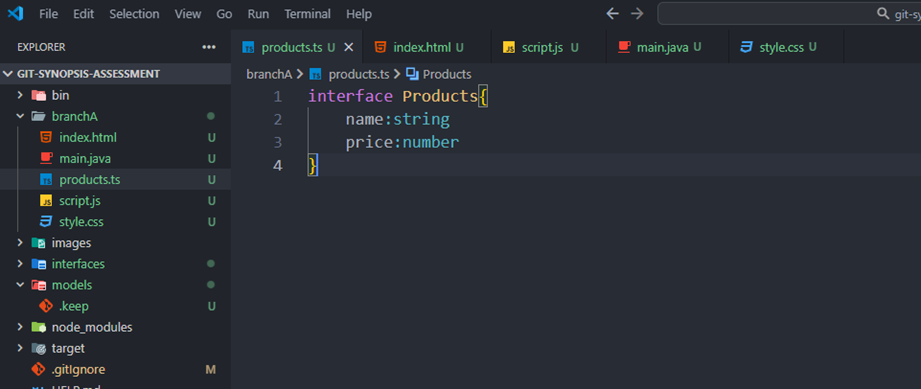 File Edit Selection View Go Run Terminal Help git-sy
EXPLORER
GIT-SYNOPSIS-ASSESSMENT
bin
branchA
index.html U
main.java U
products.ts U
script.js U
style.css U
images
interfaces
models
.keep U
node_modules
target
.gitIgnore M
products.ts U index.html U script.js U main.java U style.css U
branchA > products.ts > Products
1 interface Products{
2 name:string
3 price:number
4 }